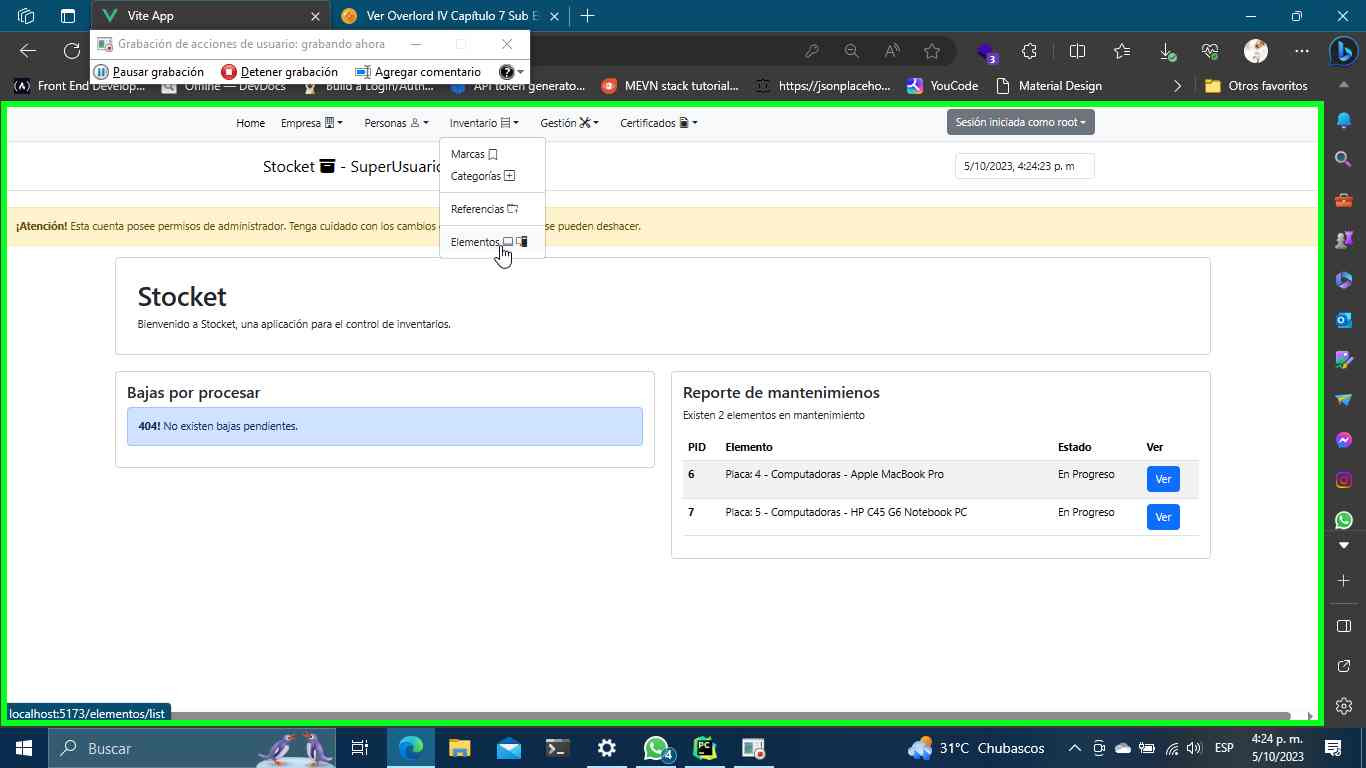 Vite App
Ver Overlord IV Capítulo 7 Sub E
Grabación de acciones de usuario: grabando ahora
Pausar grabación Detener grabación Agregar comentario
3
Front End Develop...
Offline — DevDocs
Build a Login/Auth...
API token generato...
MEVN stack tutorial...
https://jsonplaceho...
YouCode
Material Design
Otros favoritos
Home Empresa Personas Inventario Gestión Certificados
Sesión iniciada como root
Marcas
Categorías
Referencias
Elementos
Stocket - SuperUsuario
5/10/2023, 4:24:23 p. m
¡Atención! Esta cuenta posee permisos de administrador. Tenga cuidado con los cambios
se pueden deshacer.
Stocket
Bienvenido a Stocket, una aplicación para el control de inventarios.
Bajas por procesar
404! No existen bajas pendientes.
Reporte de mantenimienos
Existen 2 elementos en mantenimiento
PID Elemento Estado Ver
6 Placa: 4 - Computadoras - Apple MacBook Pro En Progreso Ver
7 Placa: 5 - Computadoras - HP C45 G6 Notebook PC En Progreso Ver
localhost:5173/elementos/list
Buscar
4
31°C Chubascos
ESP
4:24 p. m.
5/10/2023